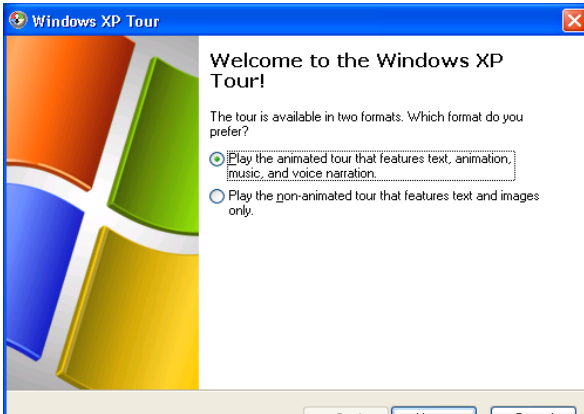 Windows XP Tour
Welcome to the Windows XP
Tour!
The tour is available in two formats. Which format do you
prefer?
Play the animated tour that features text, animation,
music, and voice narration.
Play the non-animated tour that features text and images
only.